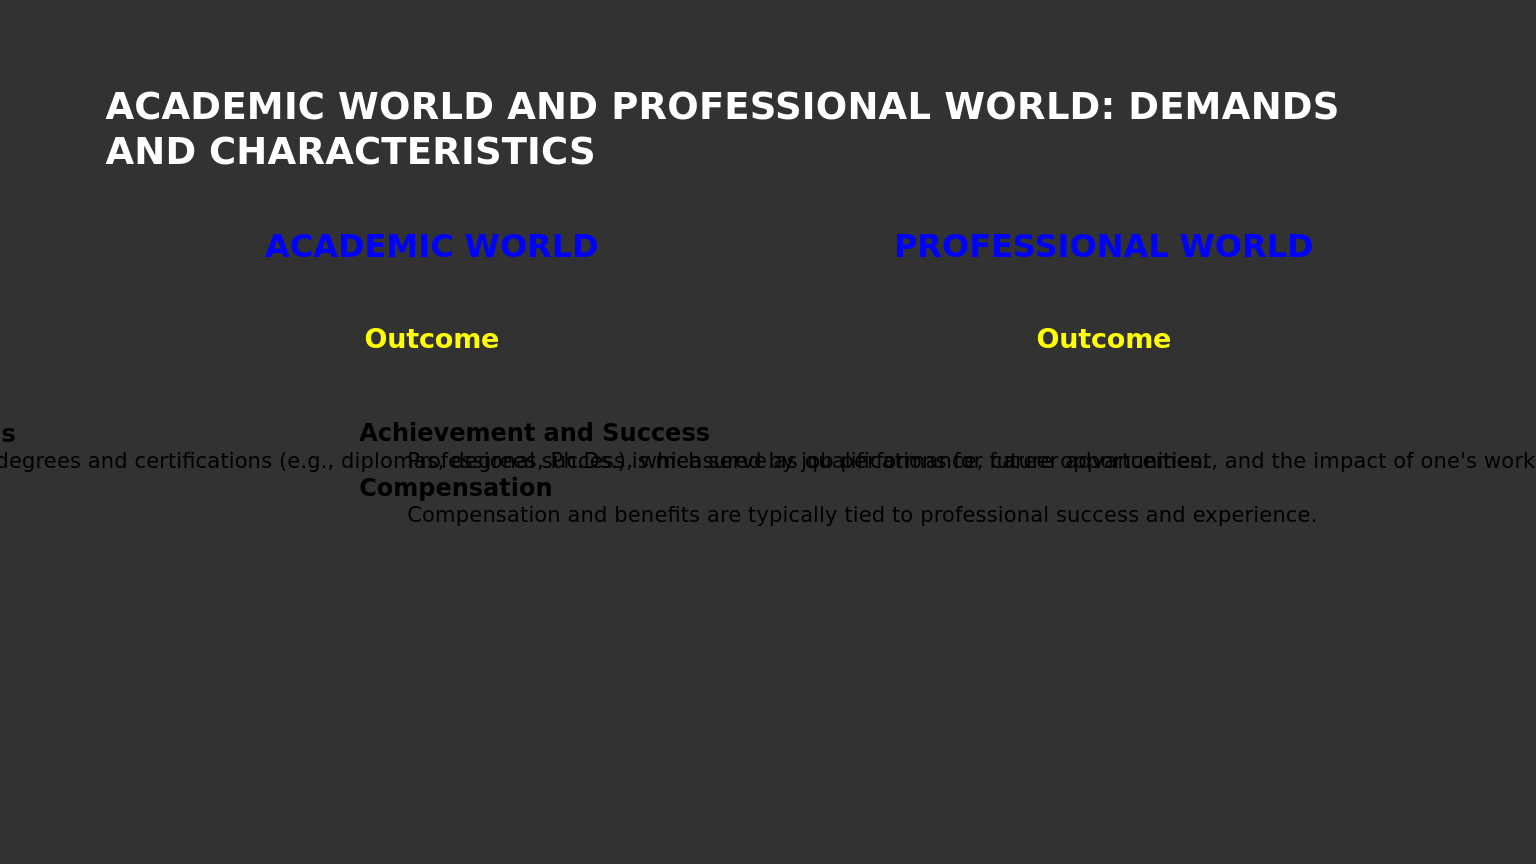 ACADEMIC WORLD AND PROFESSIONAL WORLD: DEMANDS
AND CHARACTERISTICS
ACADEMIC WORLD
PROFESSIONAL WORLD
Outcome
Outcome
s
degrees and certifications (e.g., diplomas, degrees, Ph.Ds.), which serve as qualifications for future opportunities.
Achievement and Success
Professional success is measured by job performance, career advancement, and the impact of one's work
Compensation
Compensation and benefits are typically tied to professional success and experience.